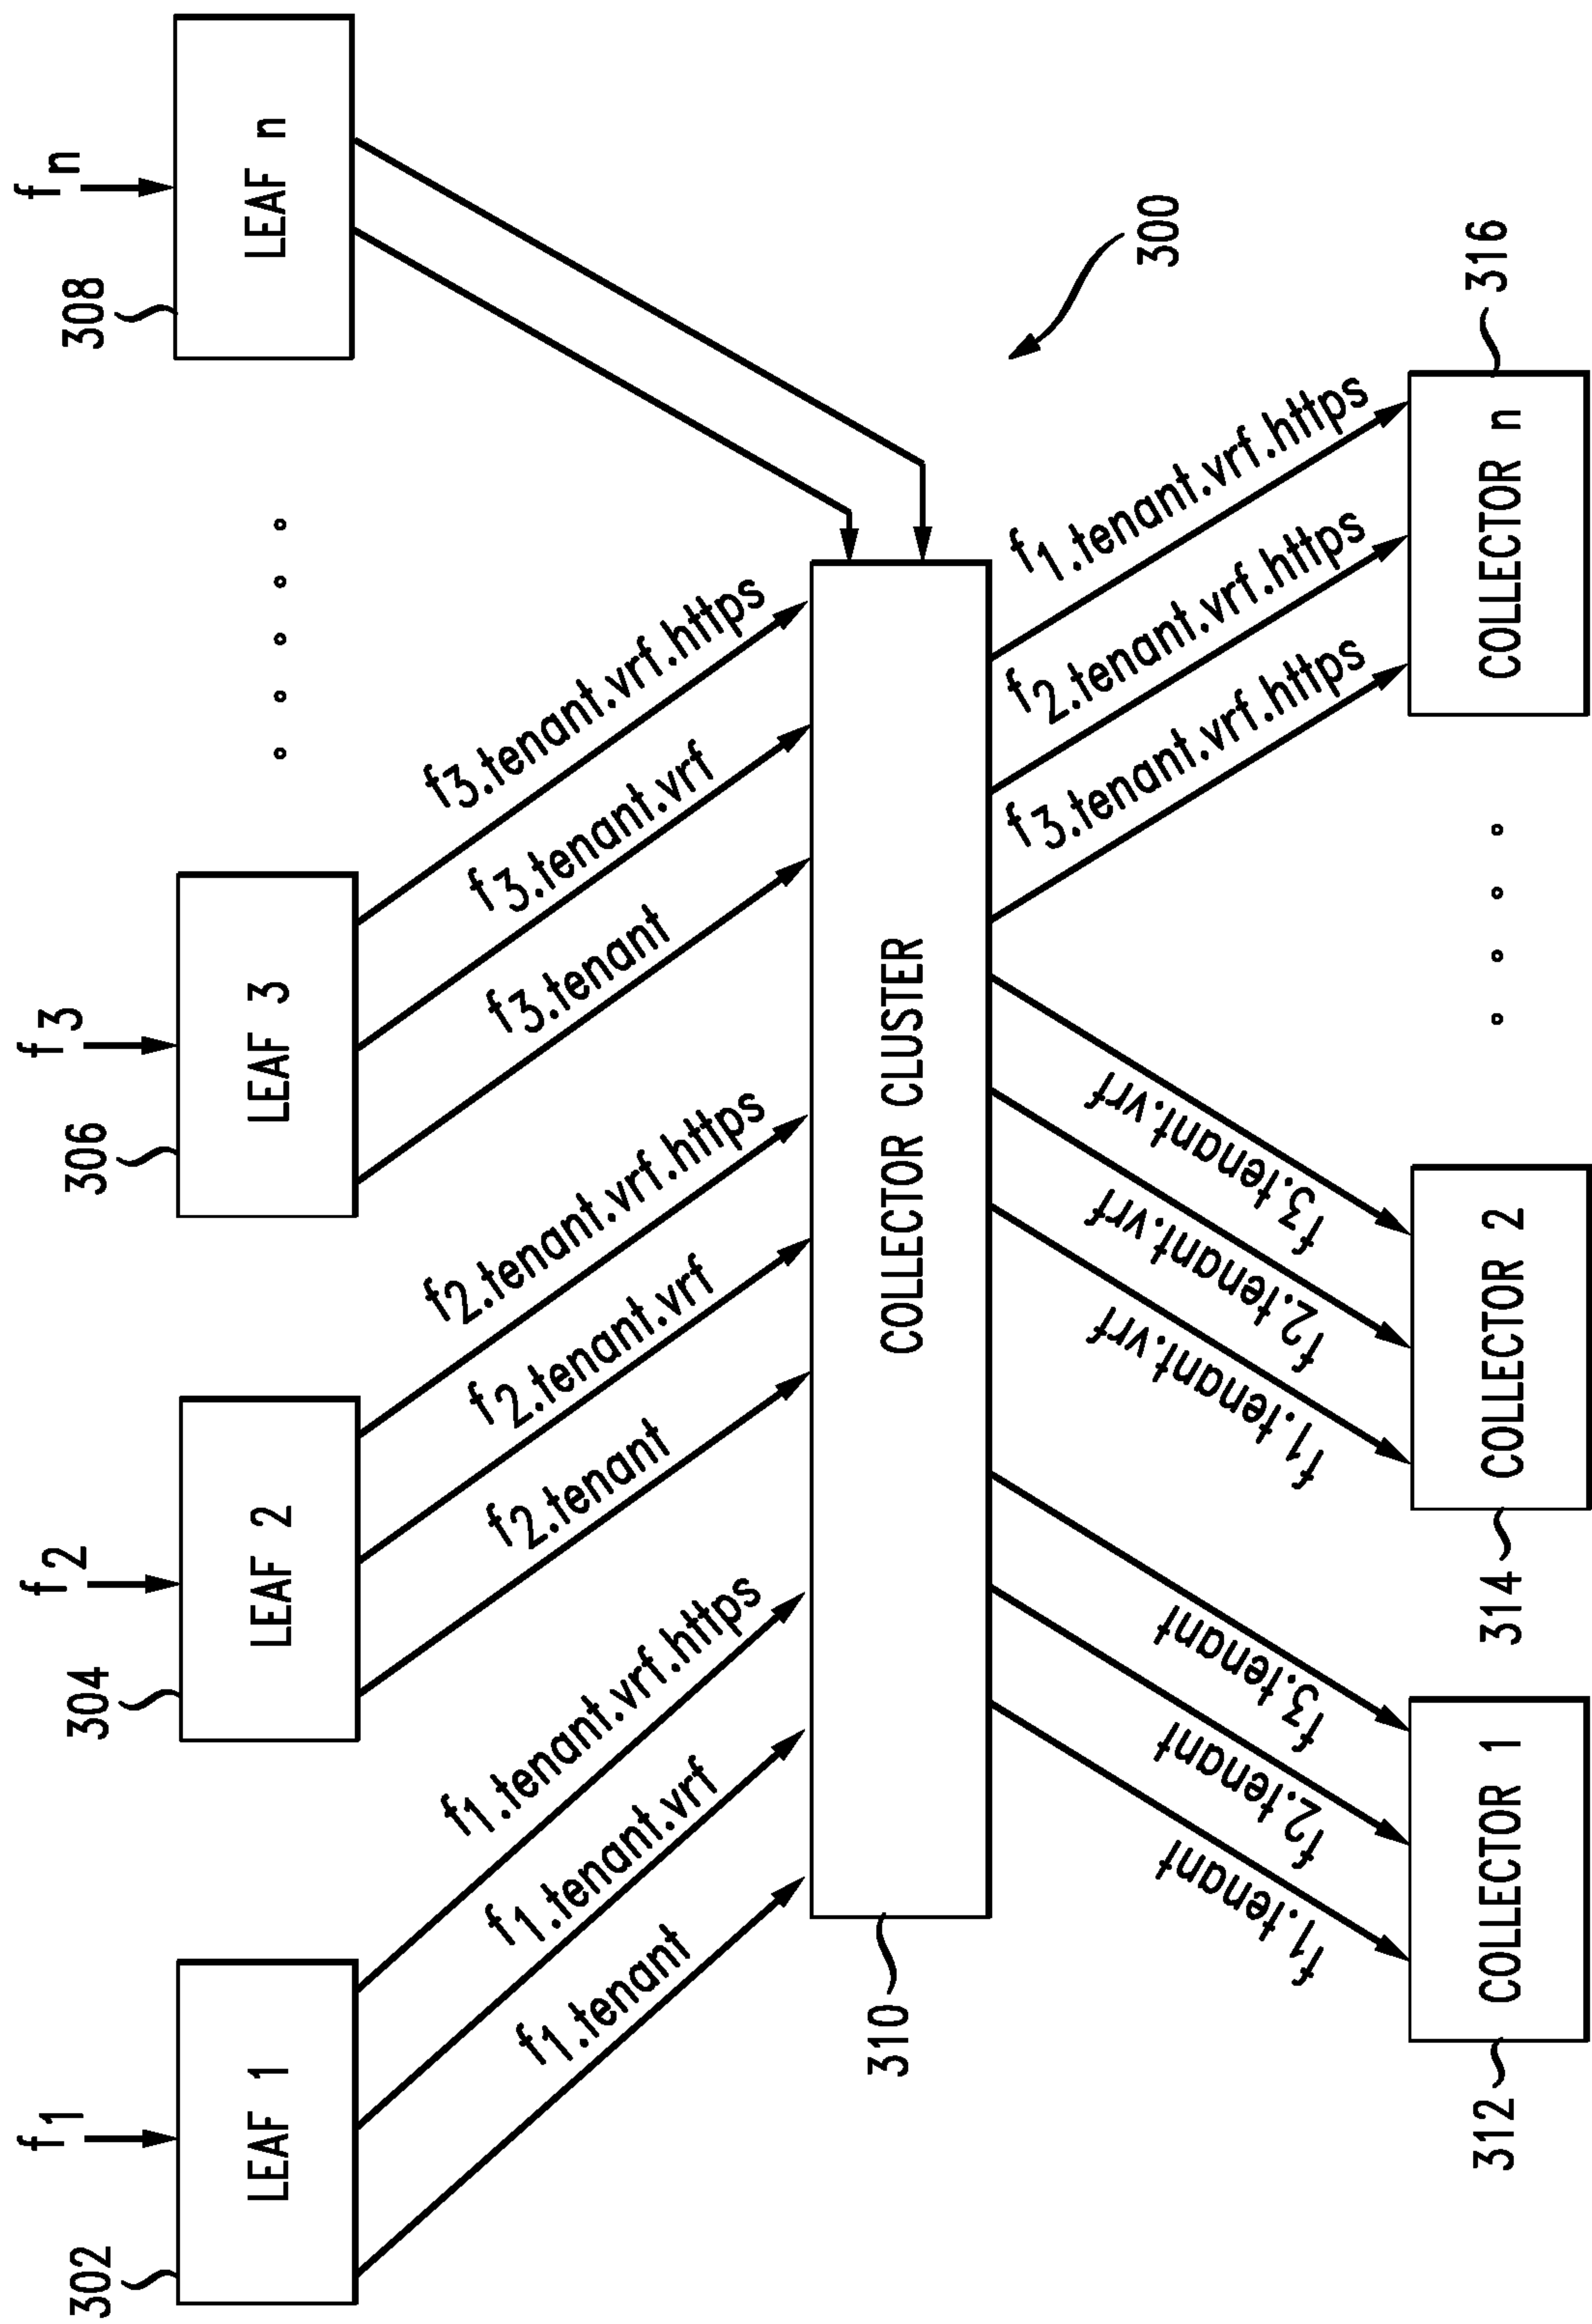 f1
f2
f3
fn
302
304
306
308
LEAF 1
LEAF 2
LEAF 3
LEAF n
f1.tenant
f1.tenant.vrf
f1.tenant.vrf.https
f2.tenant
f2.tenant.vrf
f2.tenant.vrf.https
f3.tenant
f3.tenant.vrf
f3.tenant.vrf.https
310
COLLECTOR CLUSTER
300
f1.tenant
f2.tenant
f3.tenant
f1.tenant.vrf
f2.tenant.vrf
f3.tenant.vrf
f3.tenant.vrf.https
f2.tenant.vrf.https
f1.tenant.vrf.https
312
COLLECTOR 1
314
COLLECTOR 2
COLLECTOR n
316